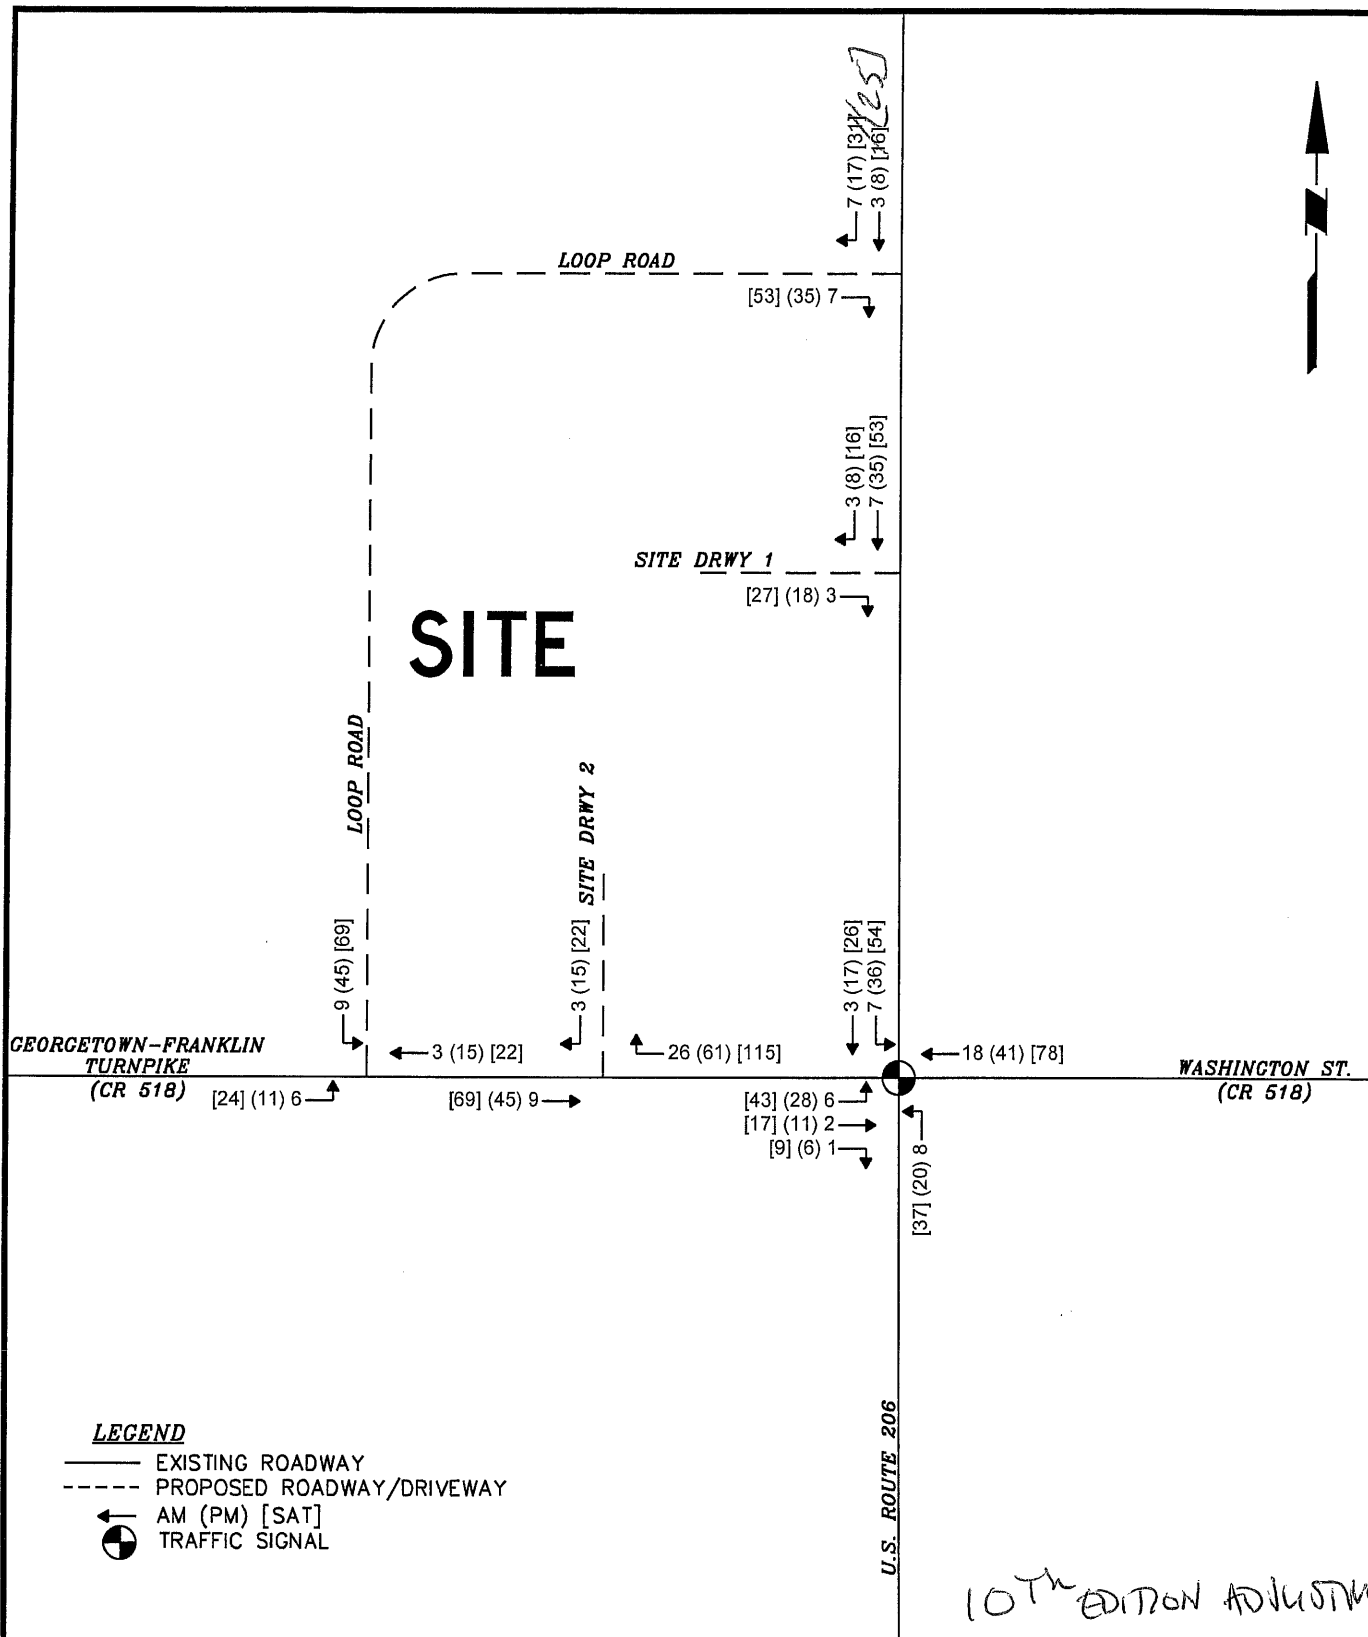 [25]
7 (17) [31]
3 (8) [16]
LOOP ROAD
[53] (35) 7
3 (8) [16]
7 (35) [53]
SITE DRWY 1
[27] (18) 3
SITE
LOOP ROAD
SITE DRWY 2
9 (45) [69]
3 (15) [22]
3 (17) [26]
7 (36) [54]
GEORGETOWN-FRANKLIN
TURNPIKE
(CR 518)
3 (15) [22]
26 (61) [115]
18 (41) [78]
WASHINGTON ST.
(CR 518)
[24] (11) 6
[69] (45) 9
[43] (28) 6
[17] (11) 2
[9] (6) 1
[37] (20) 8
U.S. ROUTE 206
LEGEND
EXISTING ROADWAY
PROPOSED ROADWAY/DRIVEWAY
AM (PM) [SAT]
TRAFFIC SIGNAL
10Th EDITION